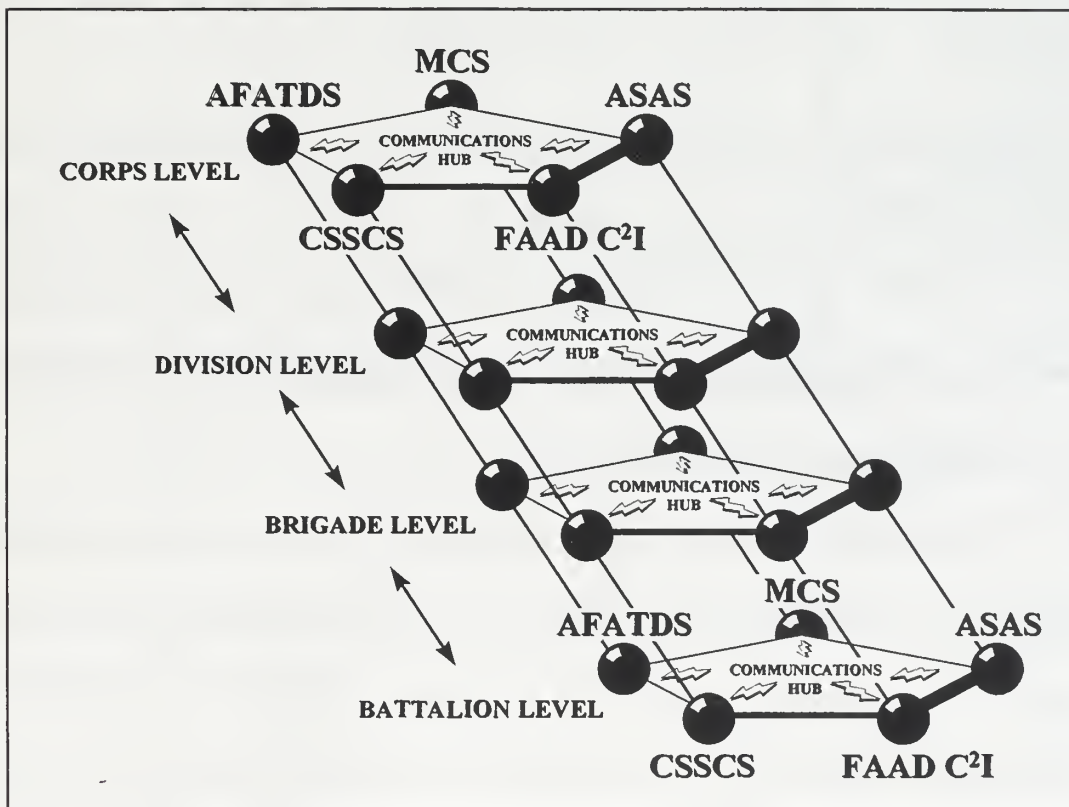 MCS
AFATDS
ASAS
COMMUNICATIONS
HUB
CORPS LEVEL
CSSCS
FAAD C²I
COMMUNICATIONS
HUB
DIVISION LEVEL
COMMUNICATIONS
HUB
BRIGADE LEVEL
MCS
AFATDS
ASAS
COMMUNICATIONS
HUB
BATTALION LEVEL
CSSCS
FAAD C²I